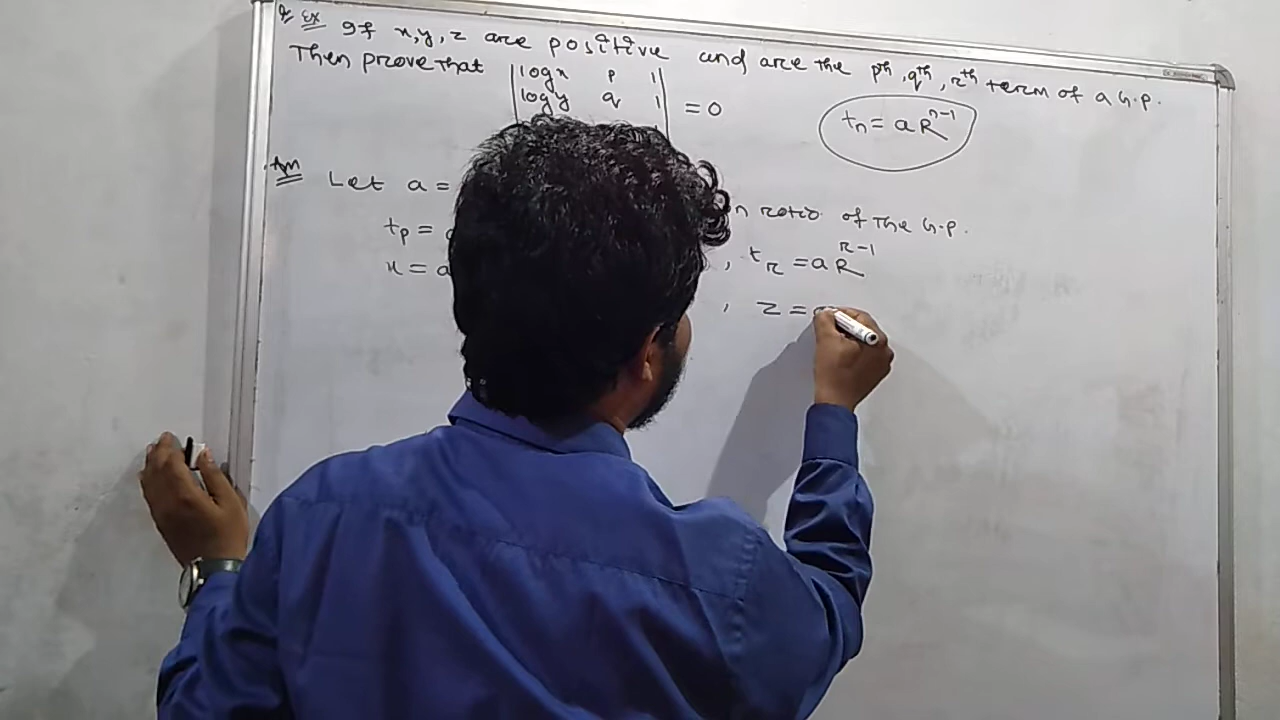 Q Ex If x, y, z are positive and are the pth, qth, rth term of a G.P.
Then prove that | log x p 1 |
| log y q 1 | = 0
tn = aR^n-1
Ans Let a = n ratio of the G.P.
tp = , tR = aR^R-1
x = a , z =